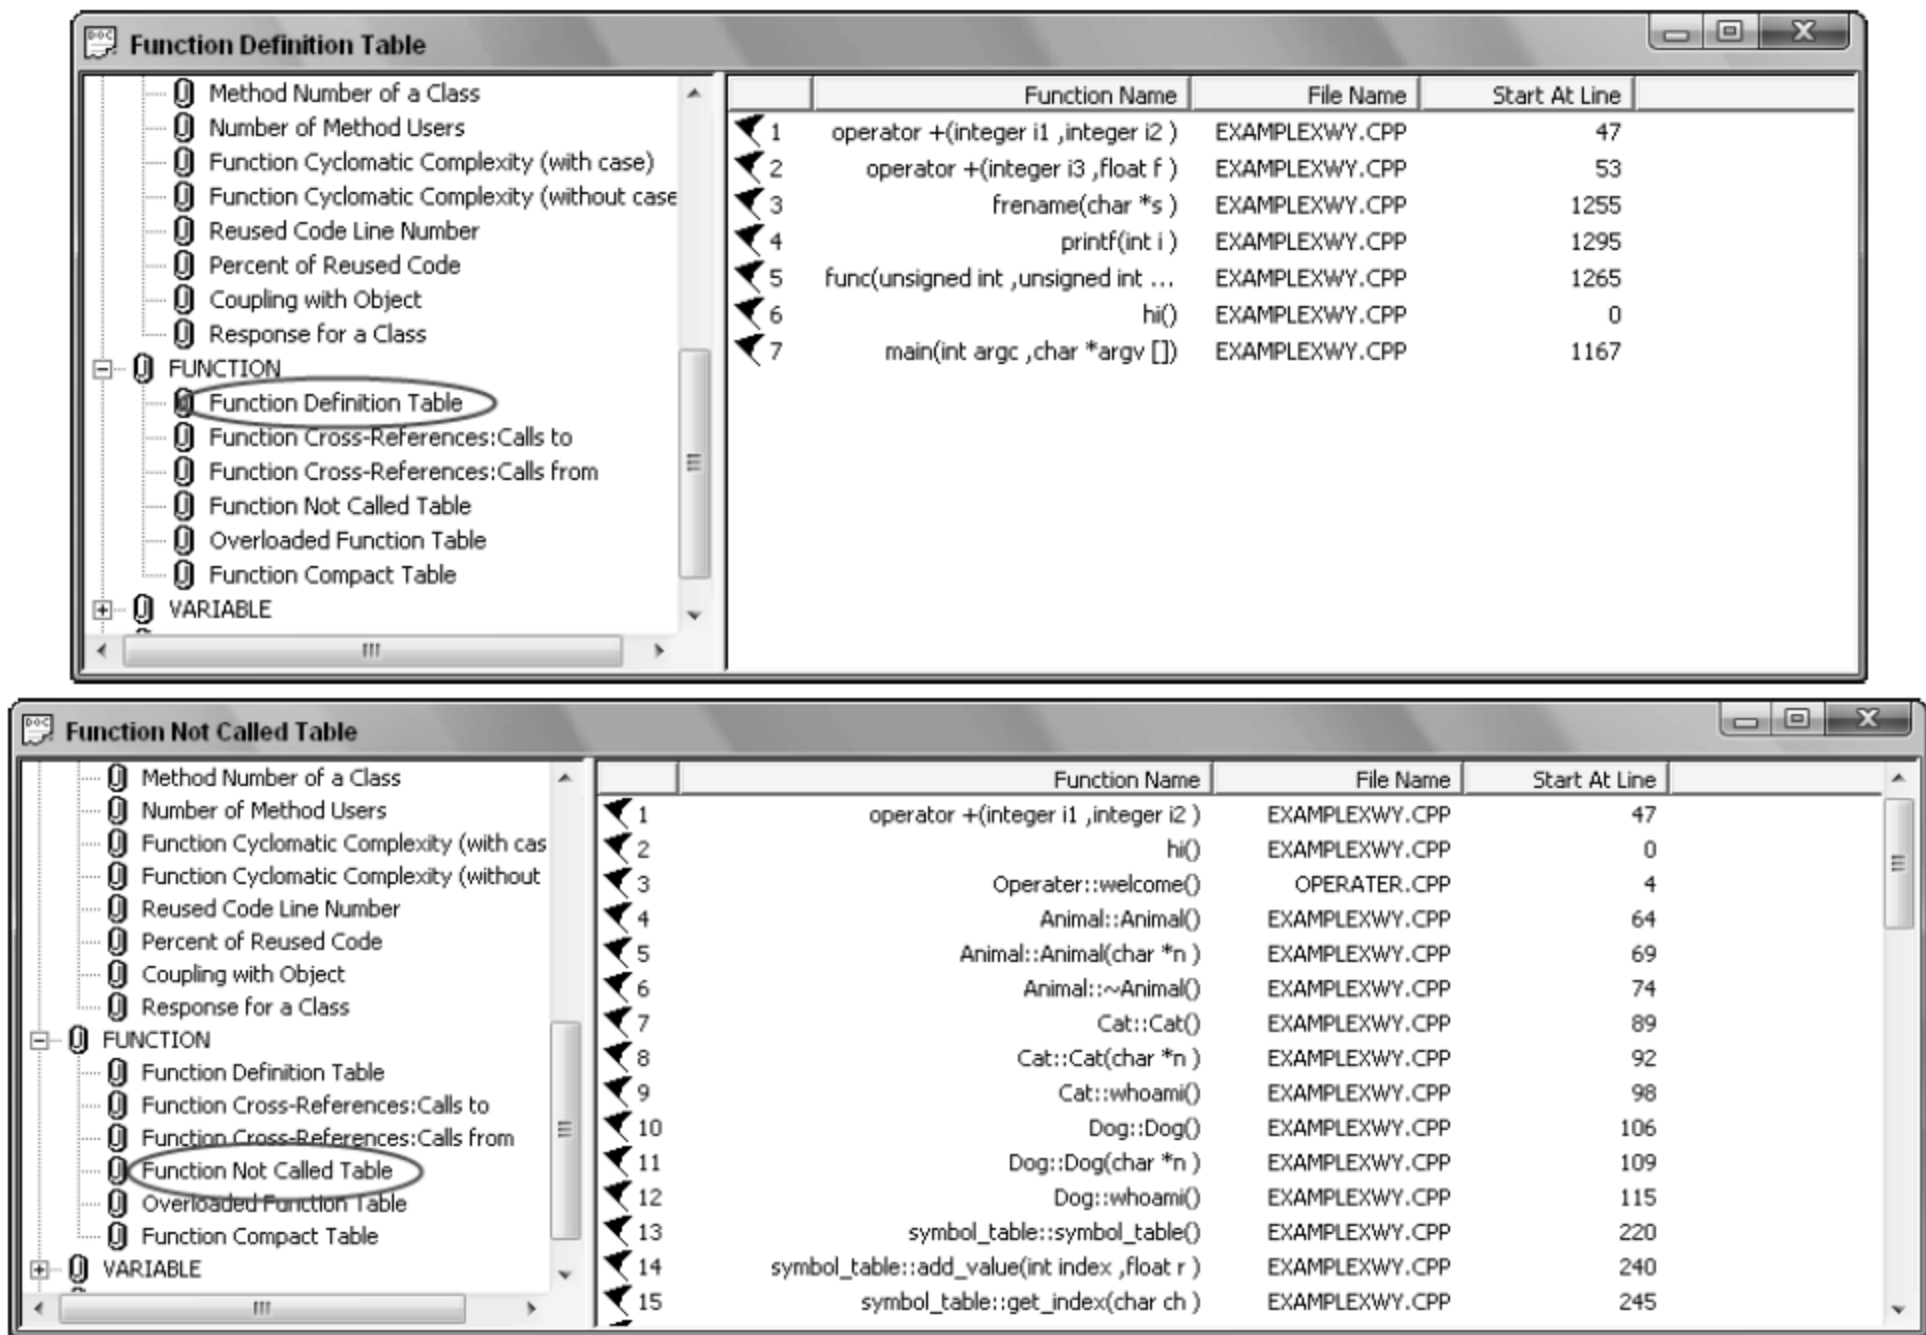 Function Definition Table
Method Number of a Class
Number of Method Users
Function Cyclomatic Complexity (with case)
Function Cyclomatic Complexity (without case
Reused Code Line Number
Percent of Reused Code
Coupling with Object
Response for a Class
FUNCTION
Function Definition Table
Function Cross-References:Calls to
Function Cross-References:Calls from
Function Not Called Table
Overloaded Function Table
Function Compact Table
VARIABLE
Function Name File Name Start At Line
1 operator +(integer i1 ,integer i2 ) EXAMPLEXWY.CPP 47
2 operator +(integer i3 ,float f ) EXAMPLEXWY.CPP 53
3 frename(char *s ) EXAMPLEXWY.CPP 1255
4 printf(int i ) EXAMPLEXWY.CPP 1295
5 func(unsigned int ,unsigned int ... EXAMPLEXWY.CPP 1265
6 hi() EXAMPLEXWY.CPP 0
7 main(int argc ,char *argv []) EXAMPLEXWY.CPP 1167
Function Not Called Table
Method Number of a Class
Number of Method Users
Function Cyclomatic Complexity (with cas
Function Cyclomatic Complexity (without
Reused Code Line Number
Percent of Reused Code
Coupling with Object
Response for a Class
FUNCTION
Function Definition Table
Function Cross-References:Calls to
Function Cross-References:Calls from
Function Not Called Table
Overloaded Function Table
Function Compact Table
VARIABLE
Function Name File Name Start At Line
1 operator +(integer i1 ,integer i2 ) EXAMPLEXWY.CPP 47
2 hi() EXAMPLEXWY.CPP 0
3 Operater::welcome() OPERATER.CPP 4
4 Animal::Animal() EXAMPLEXWY.CPP 64
5 Animal::Animal(char *n ) EXAMPLEXWY.CPP 69
6 Animal::~Animal() EXAMPLEXWY.CPP 74
7 Cat::Cat() EXAMPLEXWY.CPP 89
8 Cat::Cat(char *n ) EXAMPLEXWY.CPP 92
9 Cat::whoami() EXAMPLEXWY.CPP 98
10 Dog::Dog() EXAMPLEXWY.CPP 106
11 Dog::Dog(char *n ) EXAMPLEXWY.CPP 109
12 Dog::whoami() EXAMPLEXWY.CPP 115
13 symbol_table::symbol_table() EXAMPLEXWY.CPP 220
14 symbol_table::add_value(int index ,float r ) EXAMPLEXWY.CPP 240
15 symbol_table::get_index(char ch ) EXAMPLEXWY.CPP 245